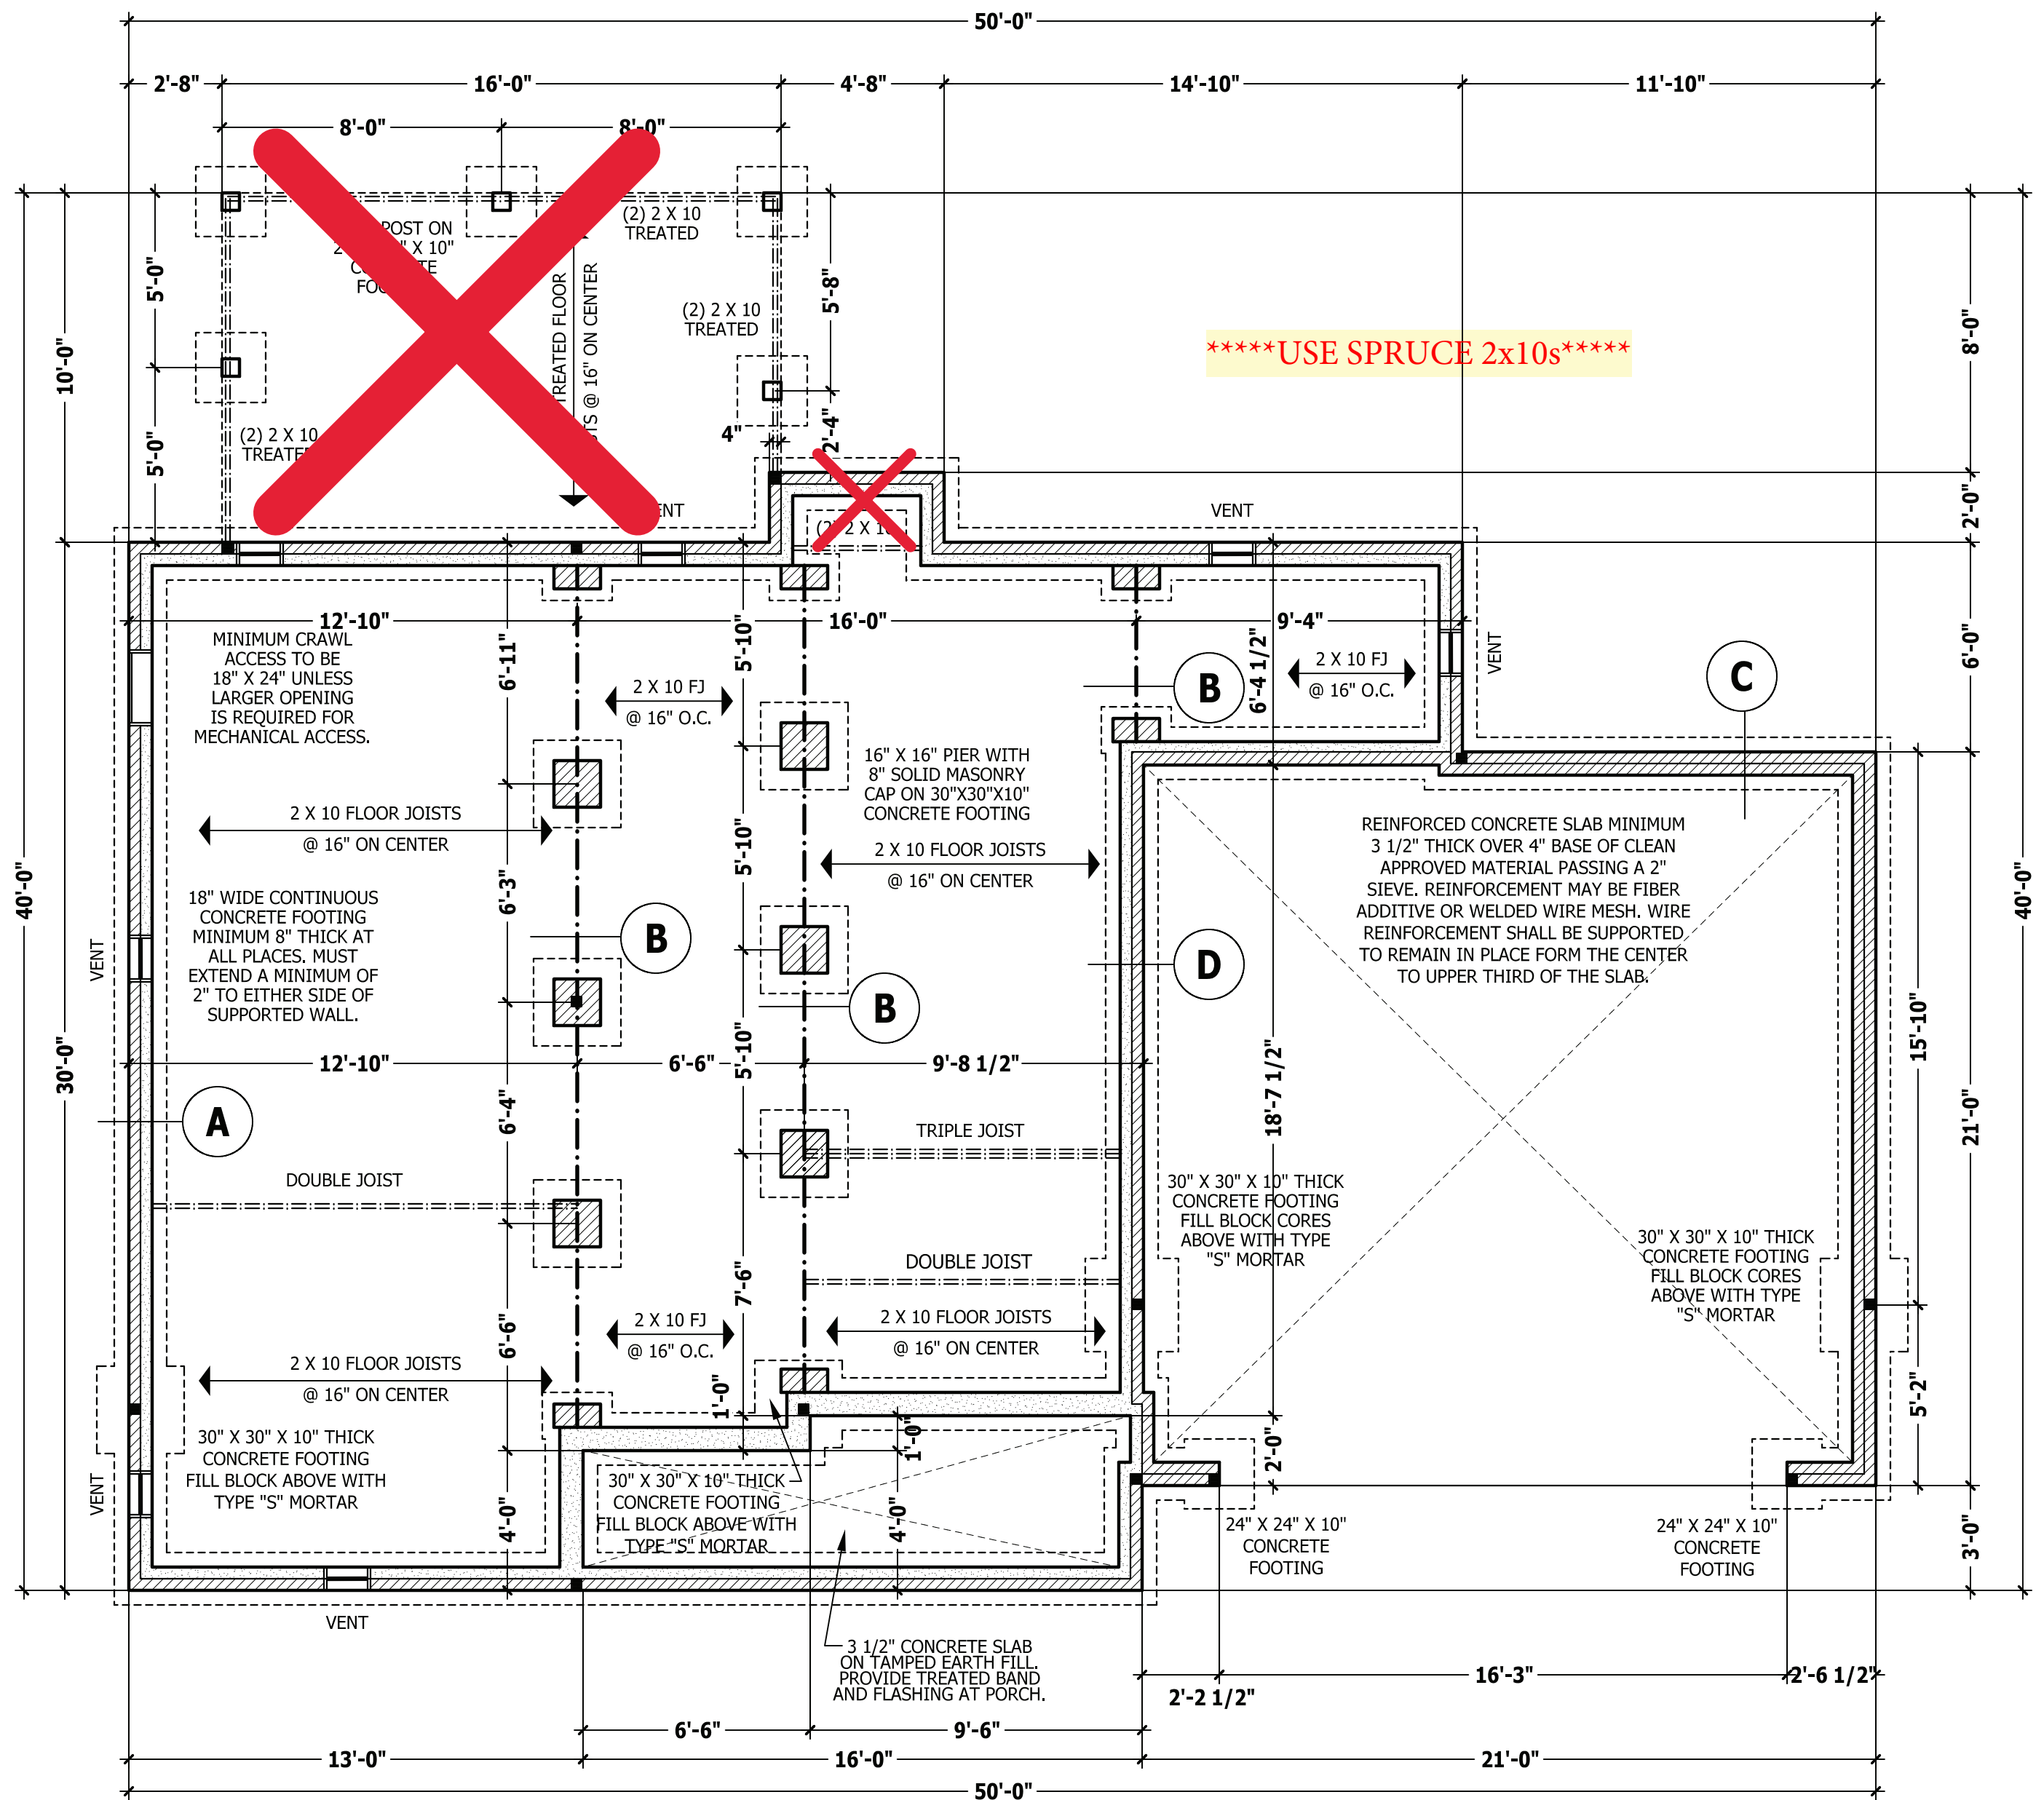 50'-0"
2'-8"
16'-0"
4'-8"
14'-10"
11'-10"
8'-0"
8'-0"
POST ON
X 10"
(2) 2 X 10
TREATED
TREATED FLOOR
@ 16" ON CENTER
(2) 2 X 10
TREATED
(2) 2 X 10
5'-0"
5'-0"
10'-0"
5'-8"
2'-4"
4"
*****USE SPRUCE 2x10s*****
8'-0"
2'-0"
6'-0"
VENT
VENT
12'-10"
16'-0"
9'-4"
MINIMUM CRAWL
ACCESS TO BE
18" X 24" UNLESS
LARGER OPENING
IS REQUIRED FOR
MECHANICAL ACCESS.
6'-11"
2 X 10 FJ
@ 16" O.C.
5'-10"
B
6'-4 1/2"
2 X 10 FJ
@ 16" O.C.
C
16" X 16" PIER WITH
8" SOLID MASONRY
CAP ON 30"X30"X10"
CONCRETE FOOTING
2 X 10 FLOOR JOISTS
@ 16" ON CENTER
2 X 10 FLOOR JOISTS
@ 16" ON CENTER
REINFORCED CONCRETE SLAB MINIMUM
3 1/2" THICK OVER 4" BASE OF CLEAN
APPROVED MATERIAL PASSING A 2"
SIEVE. REINFORCEMENT MAY BE FIBER
ADDITIVE OR WELDED WIRE MESH. WIRE
REINFORCEMENT SHALL BE SUPPORTED
TO REMAIN IN PLACE FORM THE CENTER
TO UPPER THIRD OF THE SLAB.
40'-0"
40'-0"
6'-3"
5'-10"
18" WIDE CONTINUOUS
CONCRETE FOOTING
MINIMUM 8" THICK AT
ALL PLACES. MUST
EXTEND A MINIMUM OF
2" TO EITHER SIDE OF
SUPPORTED WALL.
VENT
B
B
D
30'-0"
12'-10"
6'-6"
5'-10"
9'-8 1/2"
18'-7 1/2"
15'-10"
21'-0"
A
6'-4"
TRIPLE JOIST
DOUBLE JOIST
30" X 30" X 10" THICK
CONCRETE FOOTING
FILL BLOCK CORES
ABOVE WITH TYPE
"S" MORTAR
30" X 30" X 10" THICK
CONCRETE FOOTING
FILL BLOCK CORES
ABOVE WITH TYPE
"S" MORTAR
DOUBLE JOIST
7'-6"
6'-6"
2 X 10 FJ
@ 16" O.C.
2 X 10 FLOOR JOISTS
@ 16" ON CENTER
2 X 10 FLOOR JOISTS
@ 16" ON CENTER
1'-0"
5'-2"
30" X 30" X 10" THICK
CONCRETE FOOTING
FILL BLOCK ABOVE WITH
TYPE "S" MORTAR
VENT
1'-0"
2'-0"
30" X 30" X 10" THICK
CONCRETE FOOTING
FILL BLOCK ABOVE WITH
TYPE "S" MORTAR
4'-0"
4'-0"
24" X 24" X 10"
CONCRETE
FOOTING
24" X 24" X 10"
CONCRETE
FOOTING
3'-0"
VENT
3 1/2" CONCRETE SLAB
ON TAMPED EARTH FILL.
PROVIDE TREATED BAND
AND FLASHING AT PORCH.
2'-2 1/2"
16'-3"
2'-6 1/2"
6'-6"
9'-6"
13'-0"
16'-0"
21'-0"
50'-0"